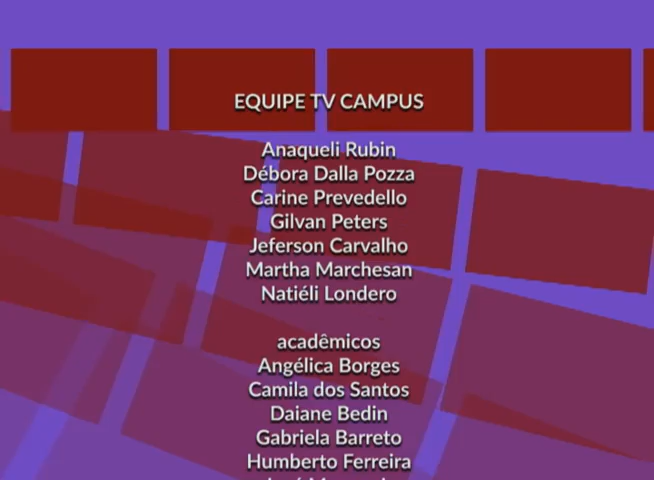 EQUIPE TV CAMPUS
Anaqueli Rubin
Débora Dalla Pozza
Carine Prevedello
Gilvan Peters
Jeferson Carvalho
Martha Marchesan
Natiéli Londero
acadêmicos
Angélica Borges
Camila dos Santos
Daiane Bedin
Gabriela Barreto
Humberto Ferreira